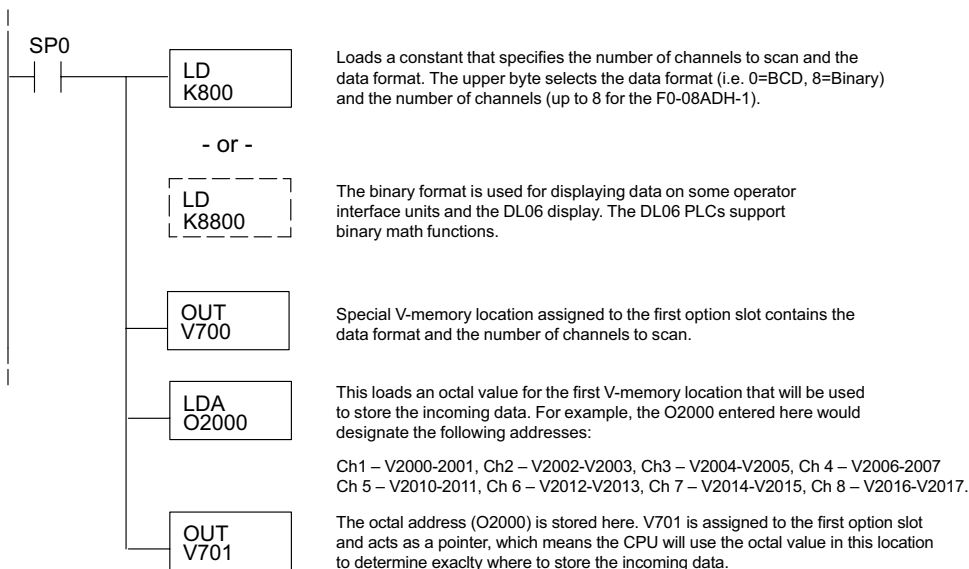 SP0
LD
K800
Loads a constant that specifies the number of channels to scan and the
data format. The upper byte selects the data format (i.e. 0=BCD, 8=Binary)
and the number of channels (up to 8 for the F0-08ADH-1).
- or -
LD
K8800
The binary format is used for displaying data on some operator
interface units and the DL06 display. The DL06 PLCs support
binary math functions.
OUT
V700
Special V-memory location assigned to the first option slot contains the
data format and the number of channels to scan.
LDA
O2000
This loads an octal value for the first V-memory location that will be used
to store the incoming data. For example, the O2000 entered here would
designate the following addresses:
Ch1 – V2000-2001, Ch2 – V2002-V2003, Ch3 – V2004-V2005, Ch 4 – V2006-2007
Ch 5 – V2010-2011, Ch 6 – V2012-V2013, Ch 7 – V2014-V2015, Ch 8 – V2016-V2017.
OUT
V701
The octal address (O2000) is stored here. V701 is assigned to the first option slot
and acts as a pointer, which means the CPU will use the octal value in this location
to determine exaclty where to store the incoming data.